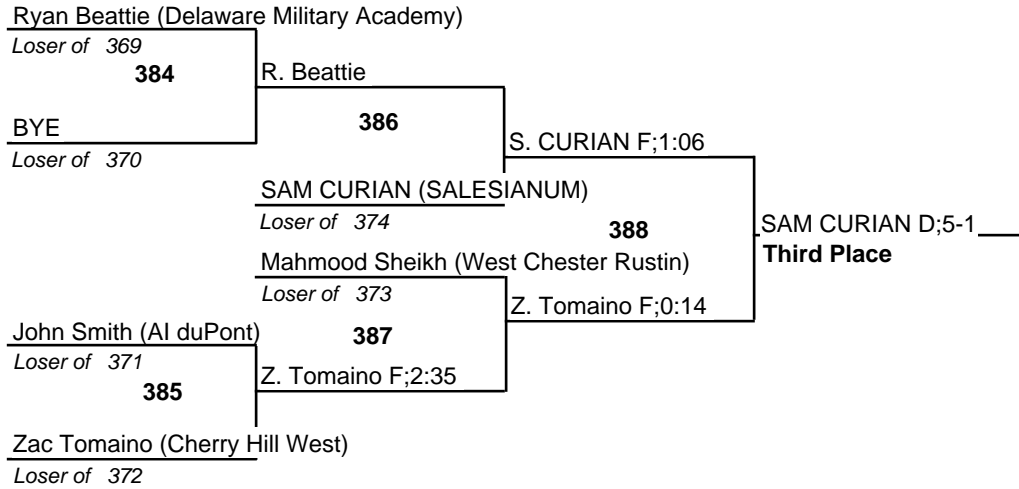 Ryan Beattie (Delaware Military Academy)
Loser of 369
384
R. Beattie
BYE
386
Loser of 370
S. CURIAN F;1:06
SAM CURIAN (SALESIANUM)
Loser of 374
388
SAM CURIAN D;5-1
Third Place
Mahmood Sheikh (West Chester Rustin)
Loser of 373
Z. Tomaino F;0:14
John Smith (AI duPont)
387
Loser of 371
385
Z. Tomaino F;2:35
Zac Tomaino (Cherry Hill West)
Loser of 372